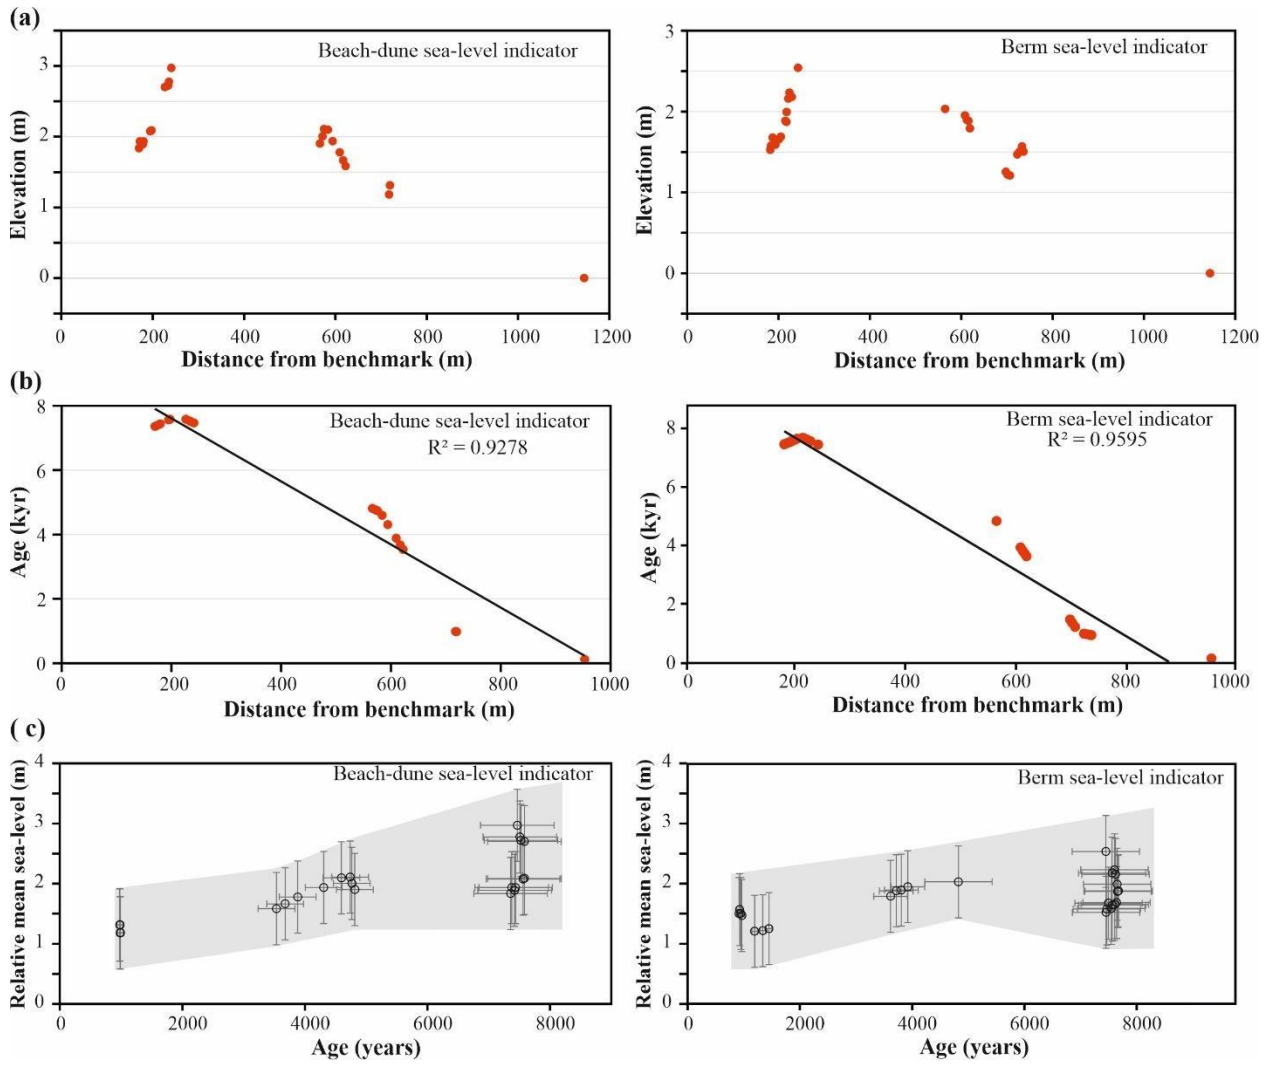 (a)
Beach-dune sea-level indicator
Elevation (m)
3
2
1
0
0 200 400 600 800 1000 1200
Distance from benchmark (m)
Berm sea-level indicator
Elevation (m)
3
2
1
0
0 200 400 600 800 1000 1200
Distance from benchmark (m)
(b)
Beach-dune sea-level indicator
R² = 0.9278
Age (kyr)
8
6
4
2
0
0 200 400 600 800 1000
Distance from benchmark (m)
Berm sea-level indicator
R² = 0.9595
Age (kyr)
8
6
4
2
0
0 200 400 600 800 1000
Distance from benchmark (m)
( c)
Beach-dune sea-level indicator
Relative mean sea-level (m)
4
3
2
1
0
0 2000 4000 6000 8000
Age (years)
Berm sea-level indicator
Relative mean sea-level (m)
4
3
2
1
0
0 2000 4000 6000 8000
Age (years)